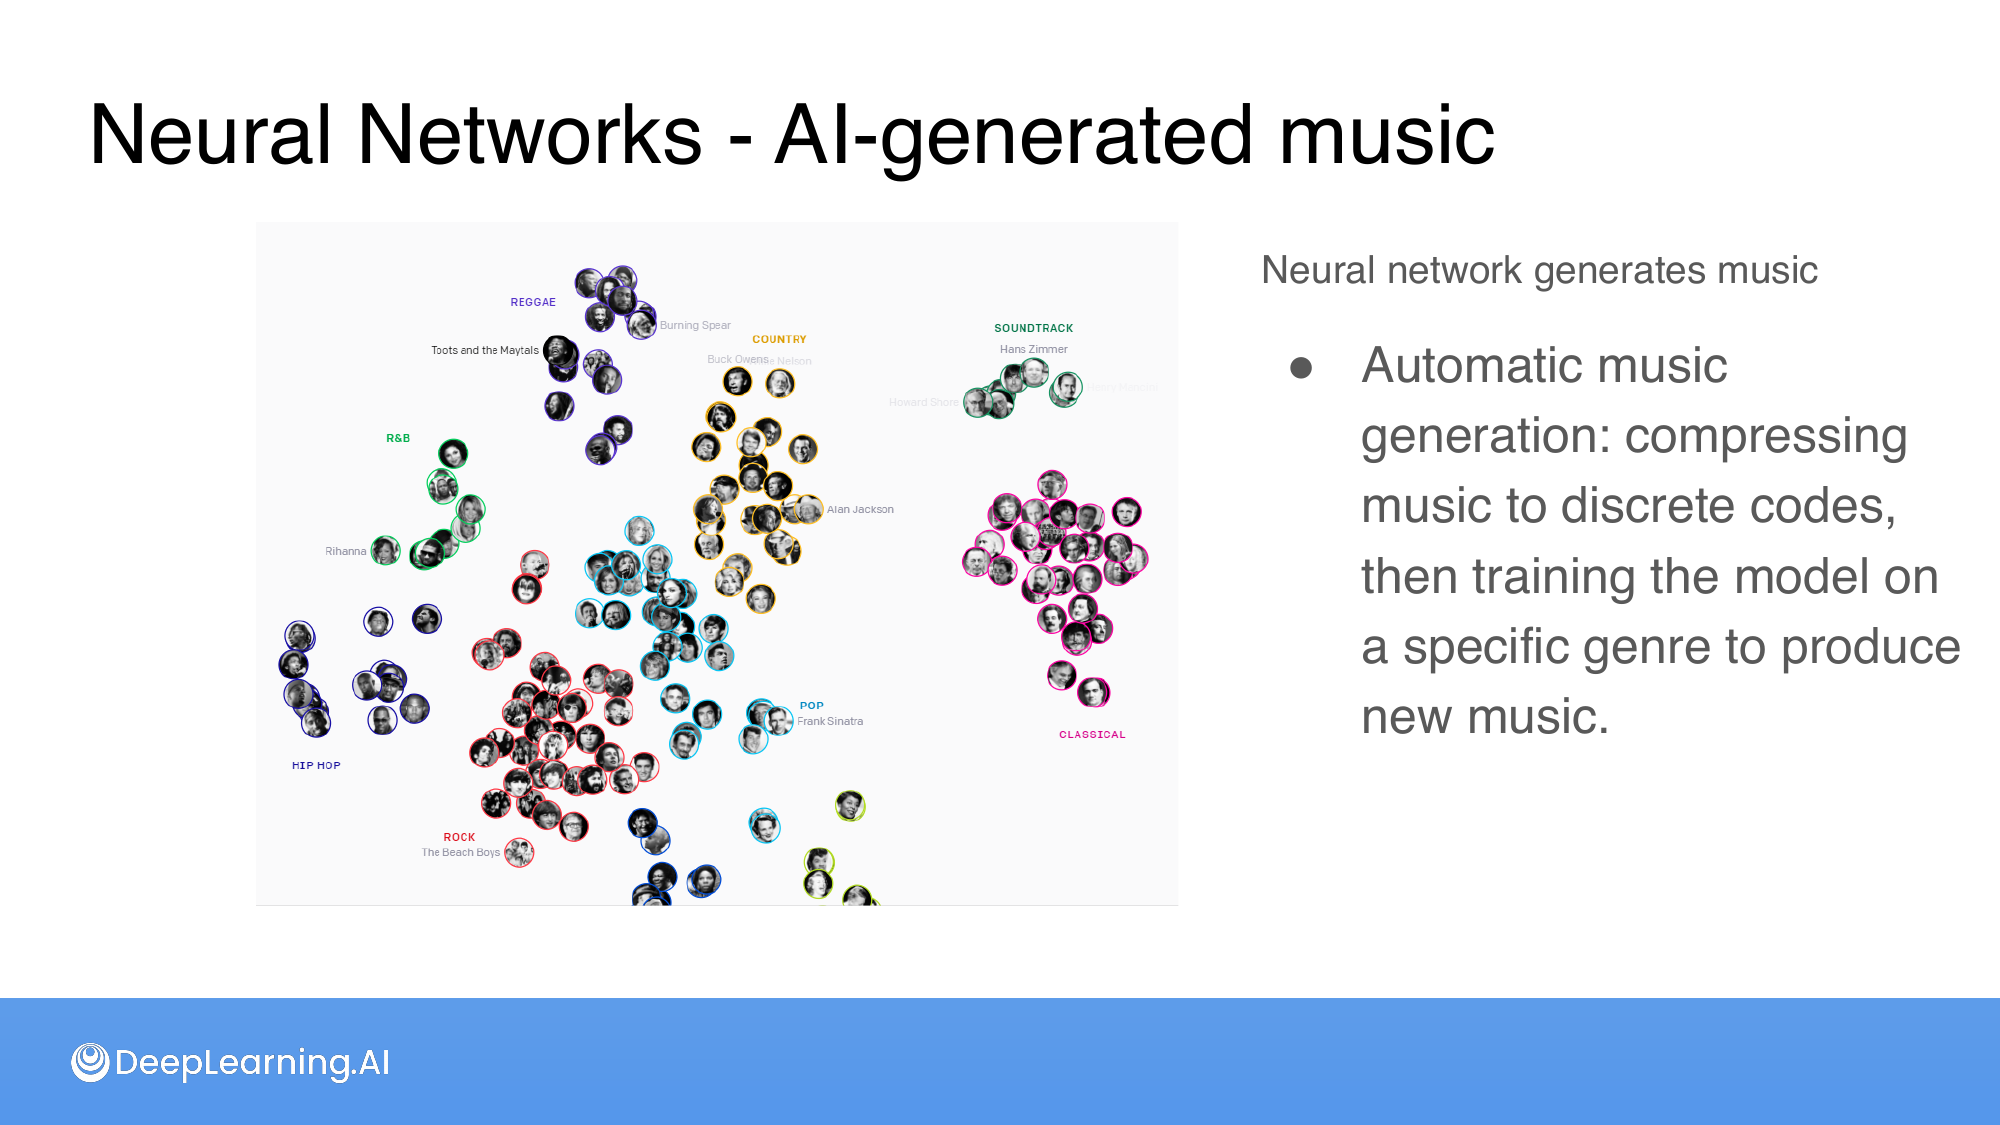 Neural Networks - AI-generated music
REGGAE
Burning Spear
Toots and the Maytals
COUNTRY
Buck Owens
Nelson
SOUNDTRACK
Hans Zimmer
Howard Shore
R&B
Rihanna
Alan Jackson
POP
Frank Sinatra
CLASSICAL
HIP HOP
ROCK
The Beach Boys
Neural network generates music
● Automatic music
generation: compressing
music to discrete codes,
then training the model on
a specific genre to produce
new music.
DeepLearning.AI